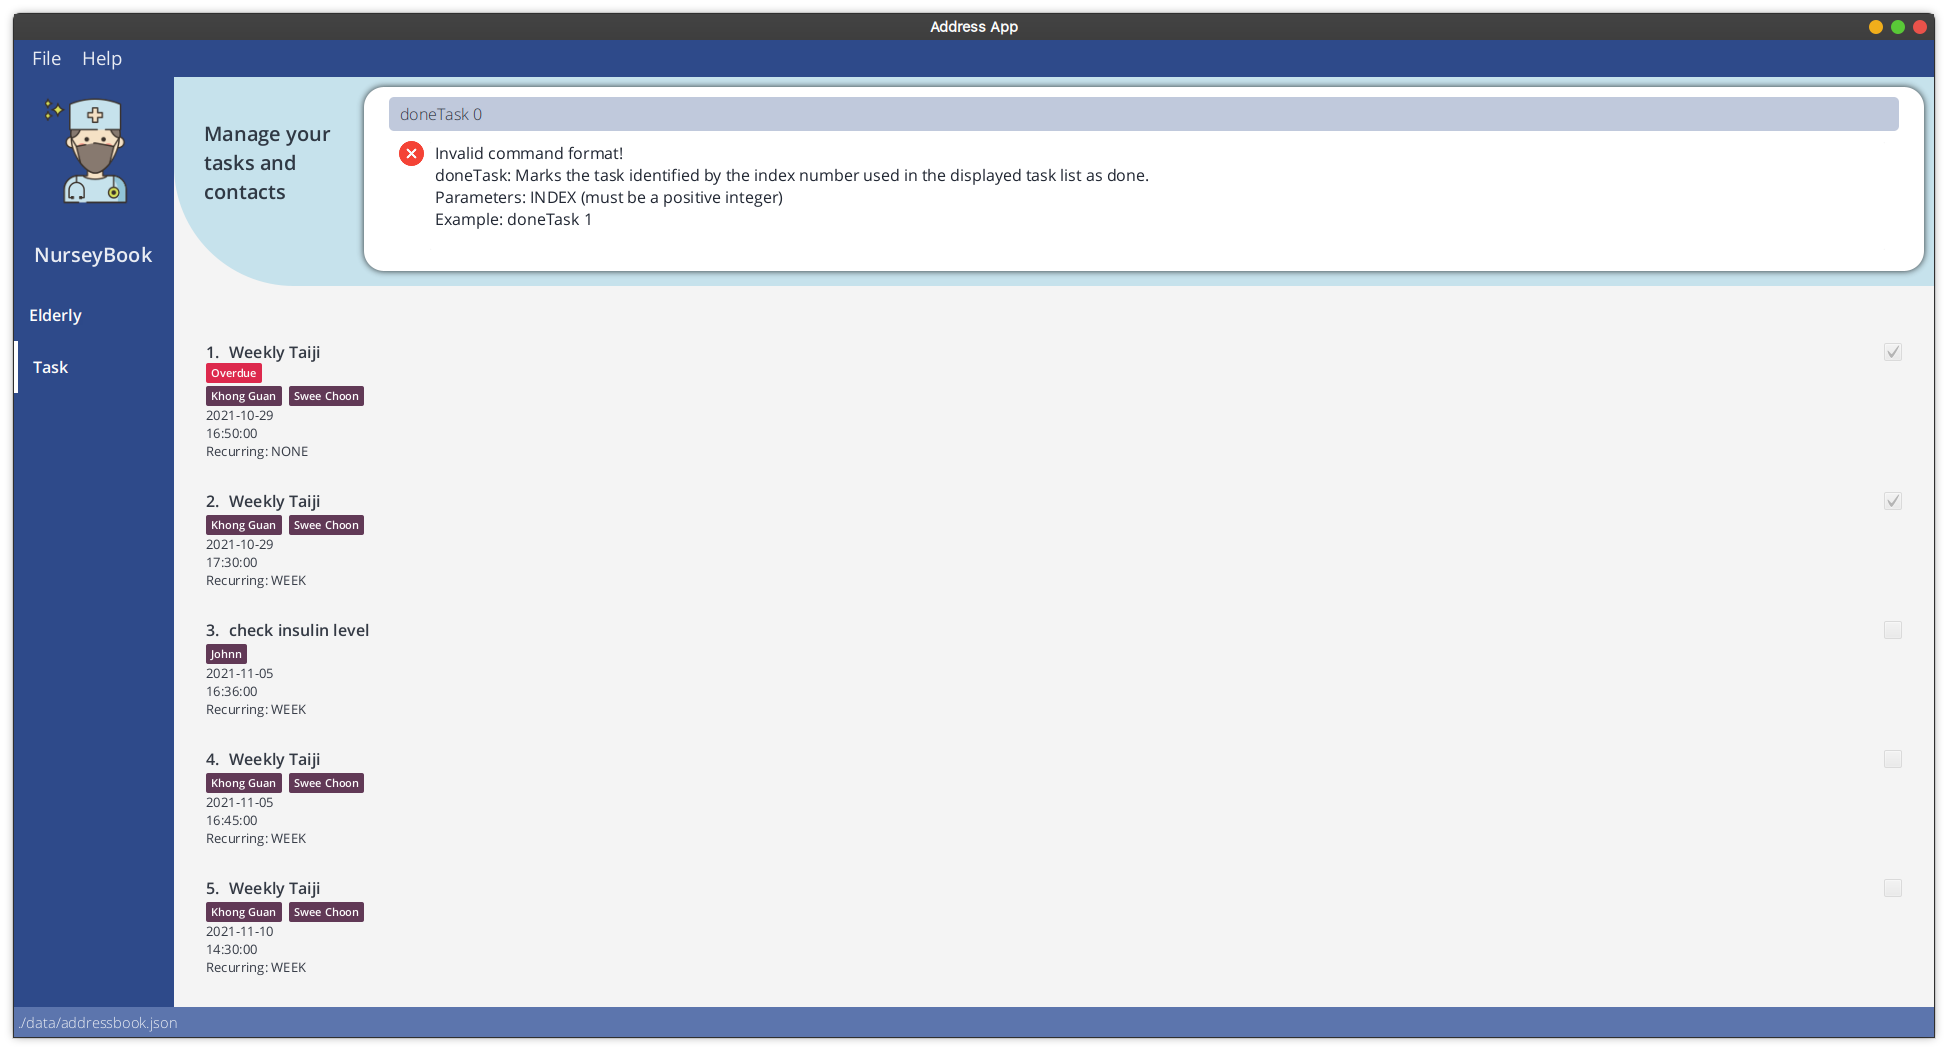 Address App
File Help
Manage your
tasks and
contacts
doneTask 0
Invalid command format!
doneTask: Marks the task identified by the index number used in the displayed task list as done.
Parameters: INDEX (must be a positive integer)
Example: doneTask 1
NurseyBook
Elderly
Task
1. Weekly Taiji
Overdue
Khong Guan Swee Choon
2021-10-29
16:50:00
Recurring: NONE
2. Weekly Taiji
Khong Guan Swee Choon
2021-10-29
17:30:00
Recurring: WEEK
3. check insulin level
Johnn
2021-11-05
16:36:00
Recurring: WEEK
4. Weekly Taiji
Khong Guan Swee Choon
2021-11-05
16:45:00
Recurring: WEEK
5. Weekly Taiji
Khong Guan Swee Choon
2021-11-10
14:30:00
Recurring: WEEK
./data/addressbook.json